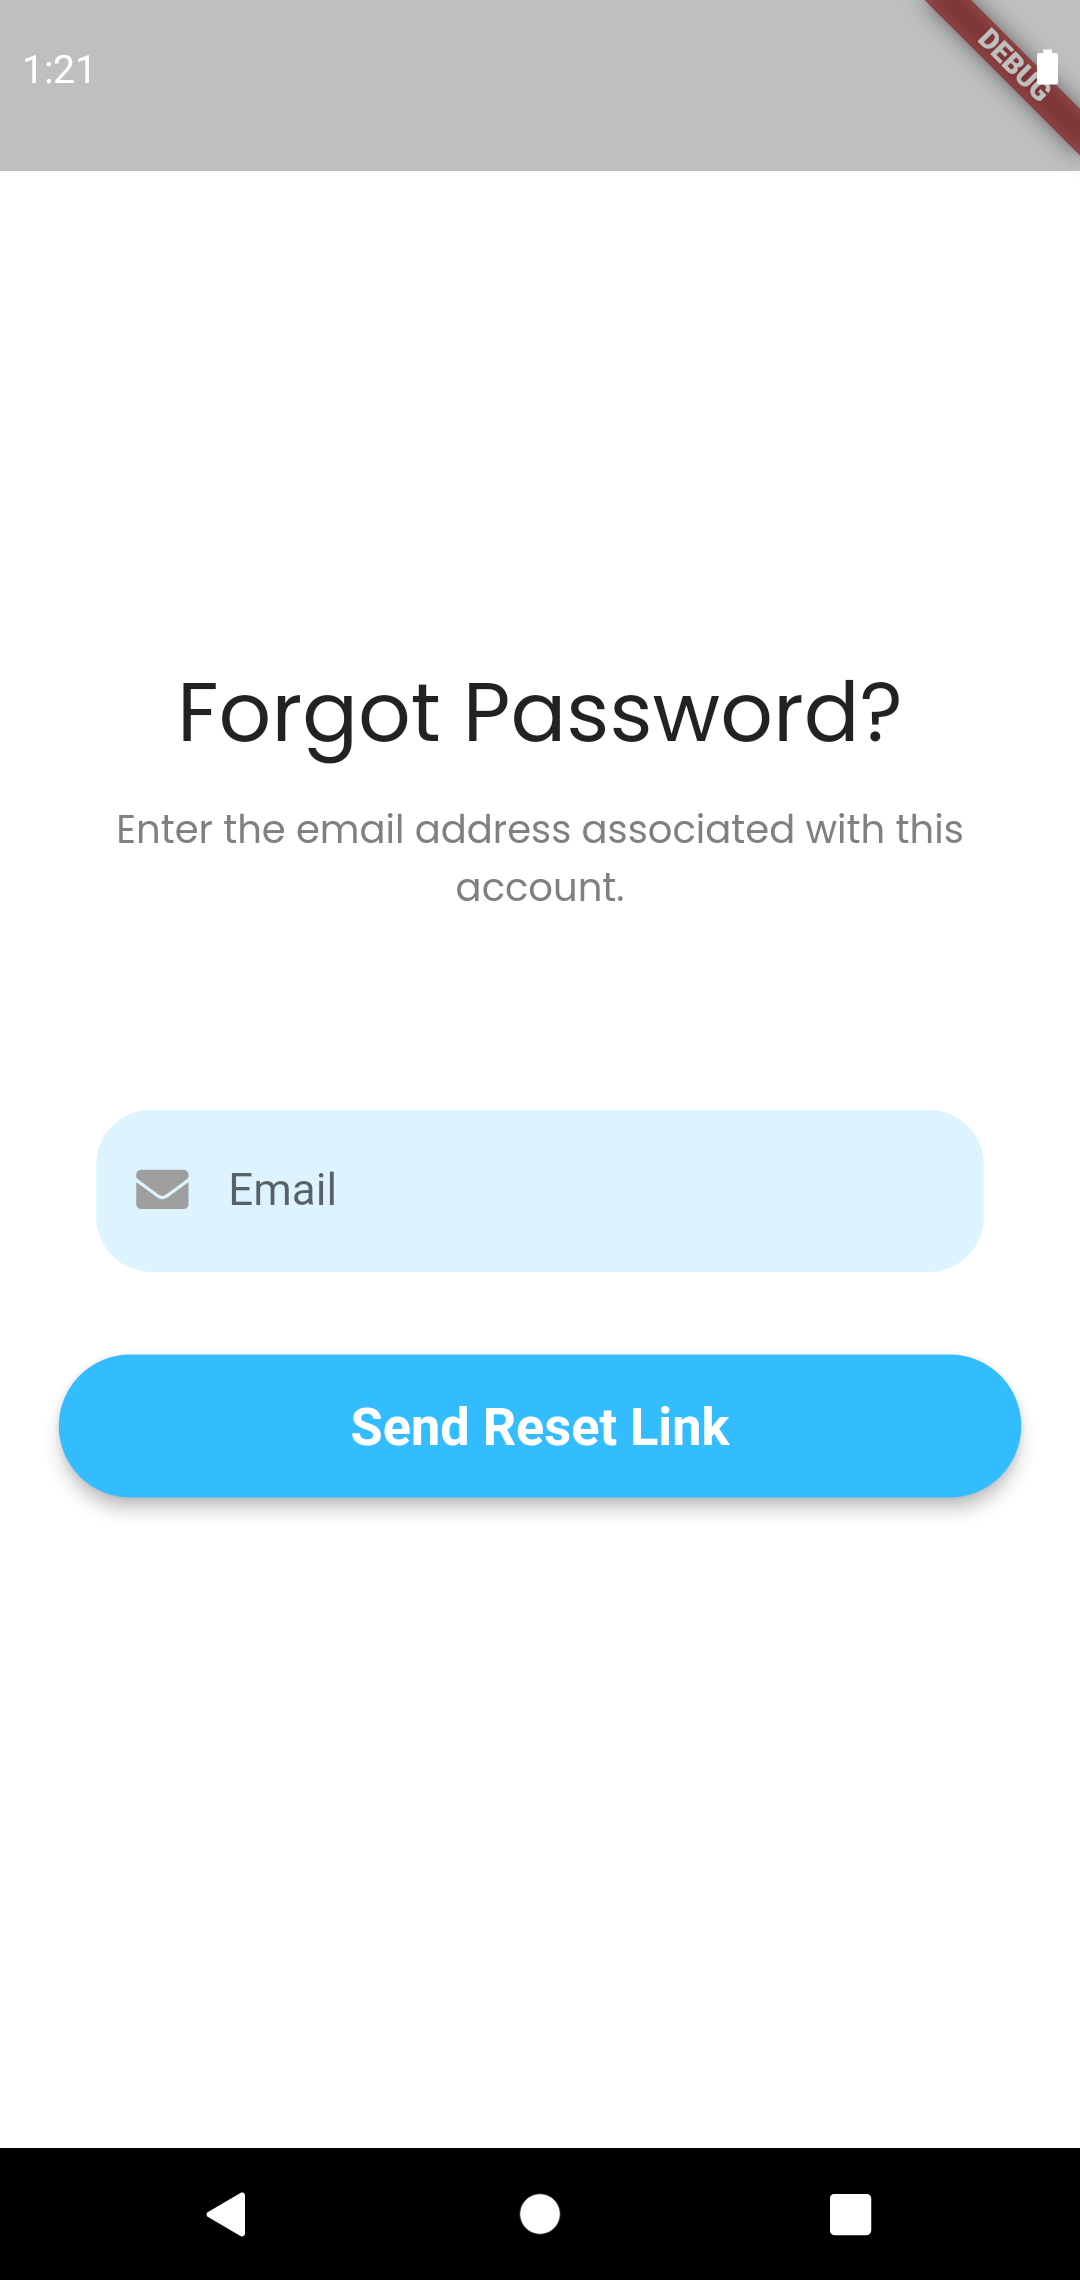 1:21
DEBUG
Forgot Password?
Enter the email address associated with this
account.
Email
Send Reset Link